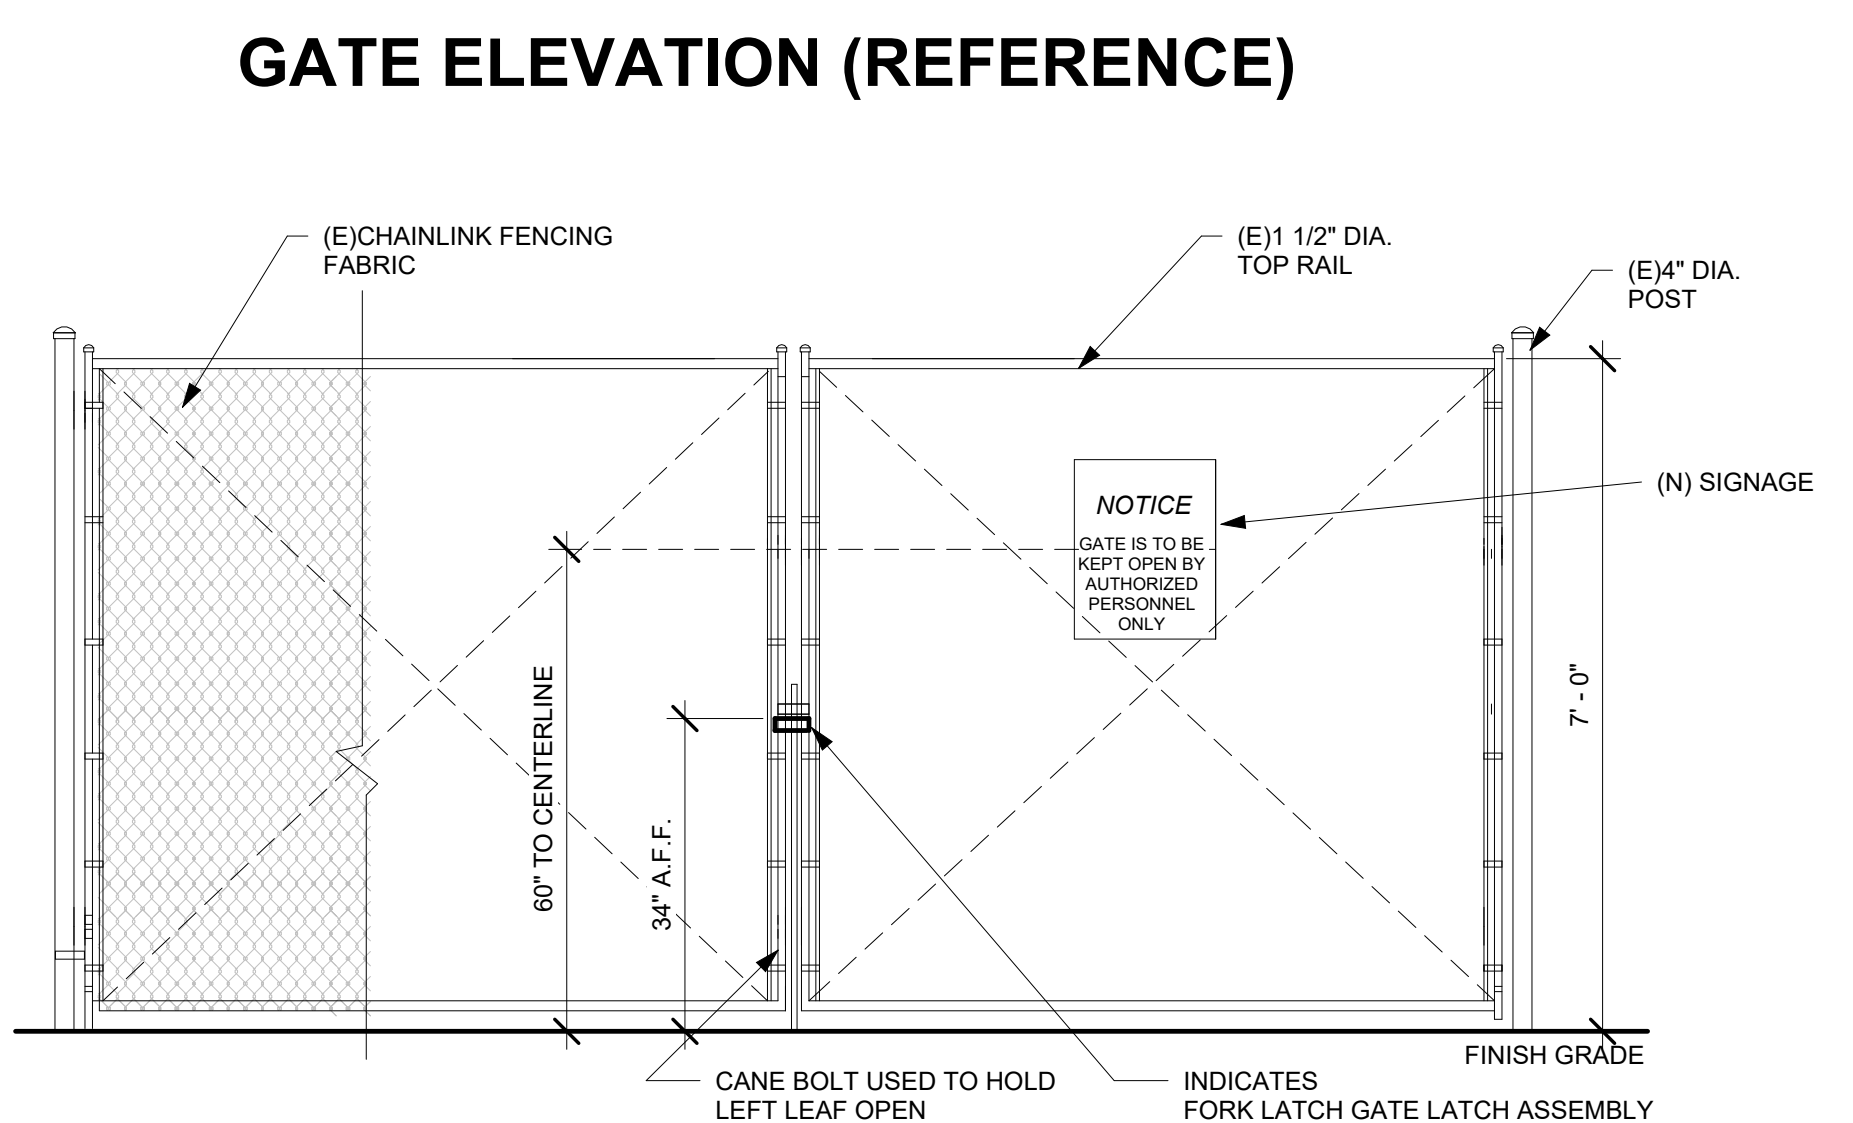 GATE ELEVATION (REFERENCE)
(E)CHAINLINK FENCING
FABRIC
(E)1 1/2" DIA.
TOP RAIL
(E)4" DIA.
POST
(N) SIGNAGE
NOTICE
GATE IS TO BE
KEPT OPEN BY
AUTHORIZED
PERSONNEL
ONLY
60" TO CENTERLINE
34" A.F.F.
7' - 0"
FINISH GRADE
CANE BOLT USED TO HOLD
LEFT LEAF OPEN
INDICATES
FORK LATCH GATE LATCH ASSEMBLY